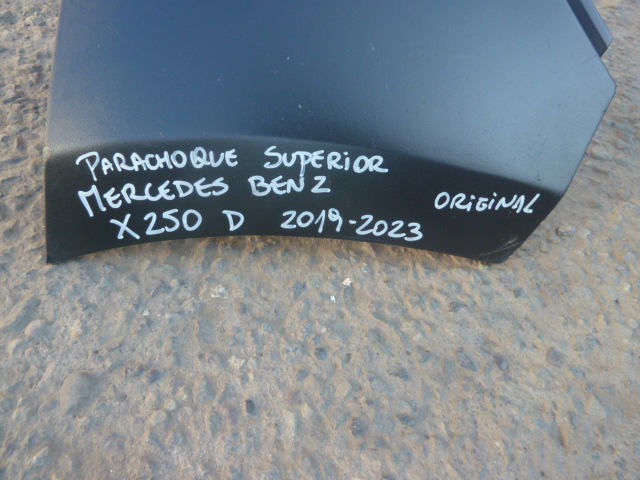 PARACHOQUE SUPERIOR
MERCEDES BENZ
X250 D 2019-2023
ORIGINAL